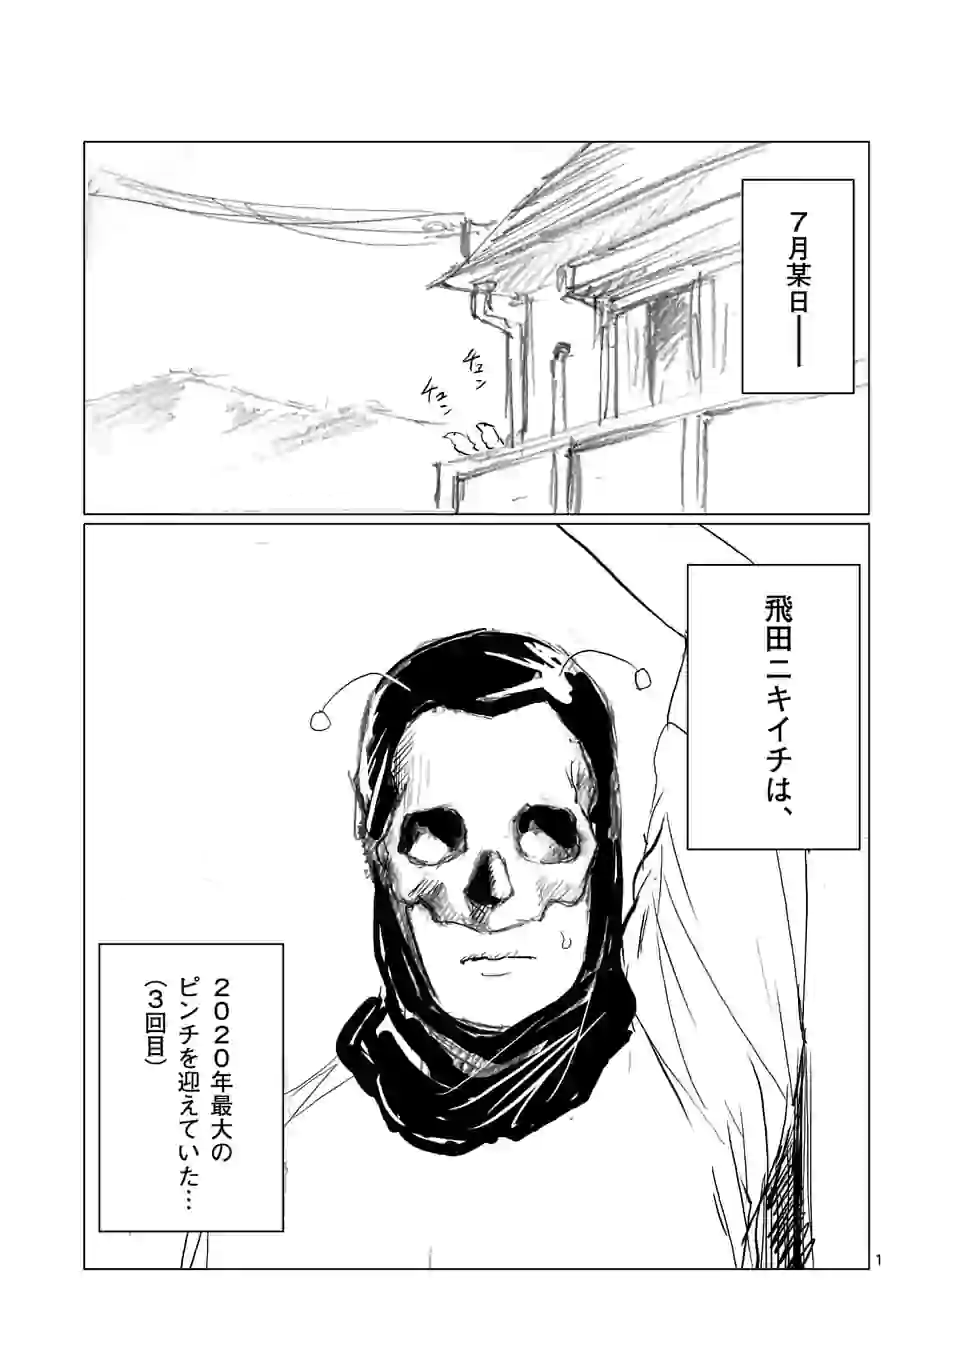 7月某日――
チュン
チュン
飛田ニキイチは、
2020年最大の
ピンチを迎えていた…
(3回目)
1